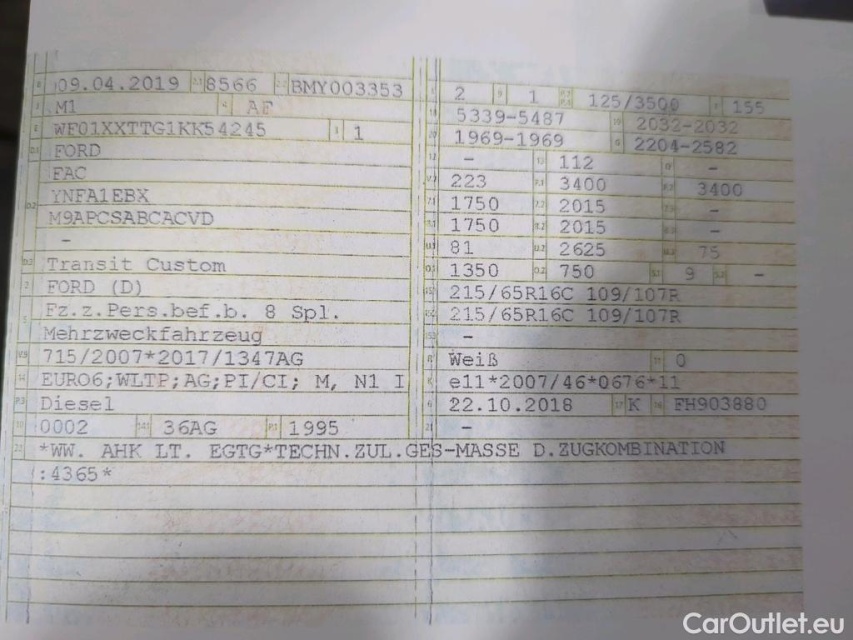 09.04.2019 8566 BMY003353
M1 AF
WF01XXTTG1KK54245 1
FORD
FAC
YNFA1EBX
M9APCSABCACVD
-
Transit Custom
FORD (D)
Fz.z.Pers.bef.b. 8 Spl.
Mehrzweckfahrzeug
715/2007*2017/1347AG
EURO6;WLTP;AG;PI/CI; M, N1 I
Diesel
0002 36AG 1995
2 1 125/3500 155
5339-5487 2032-2032
1969-1969 2204-2582
- 112 -
223 3400 3400
1750 2015 -
1750 2015 -
81 2625 75
1350 750 9 -
215/65R16C 109/107R
215/65R16C 109/107R
-
Weiß 0
e11*2007/46*0676*11
22.10.2018 K FH903880
-
*WW. AHK LT. EGTG*TECHN.ZUL.GES-MASSE D.ZUGKOMBINATION
:4365*
CarOutlet.eu